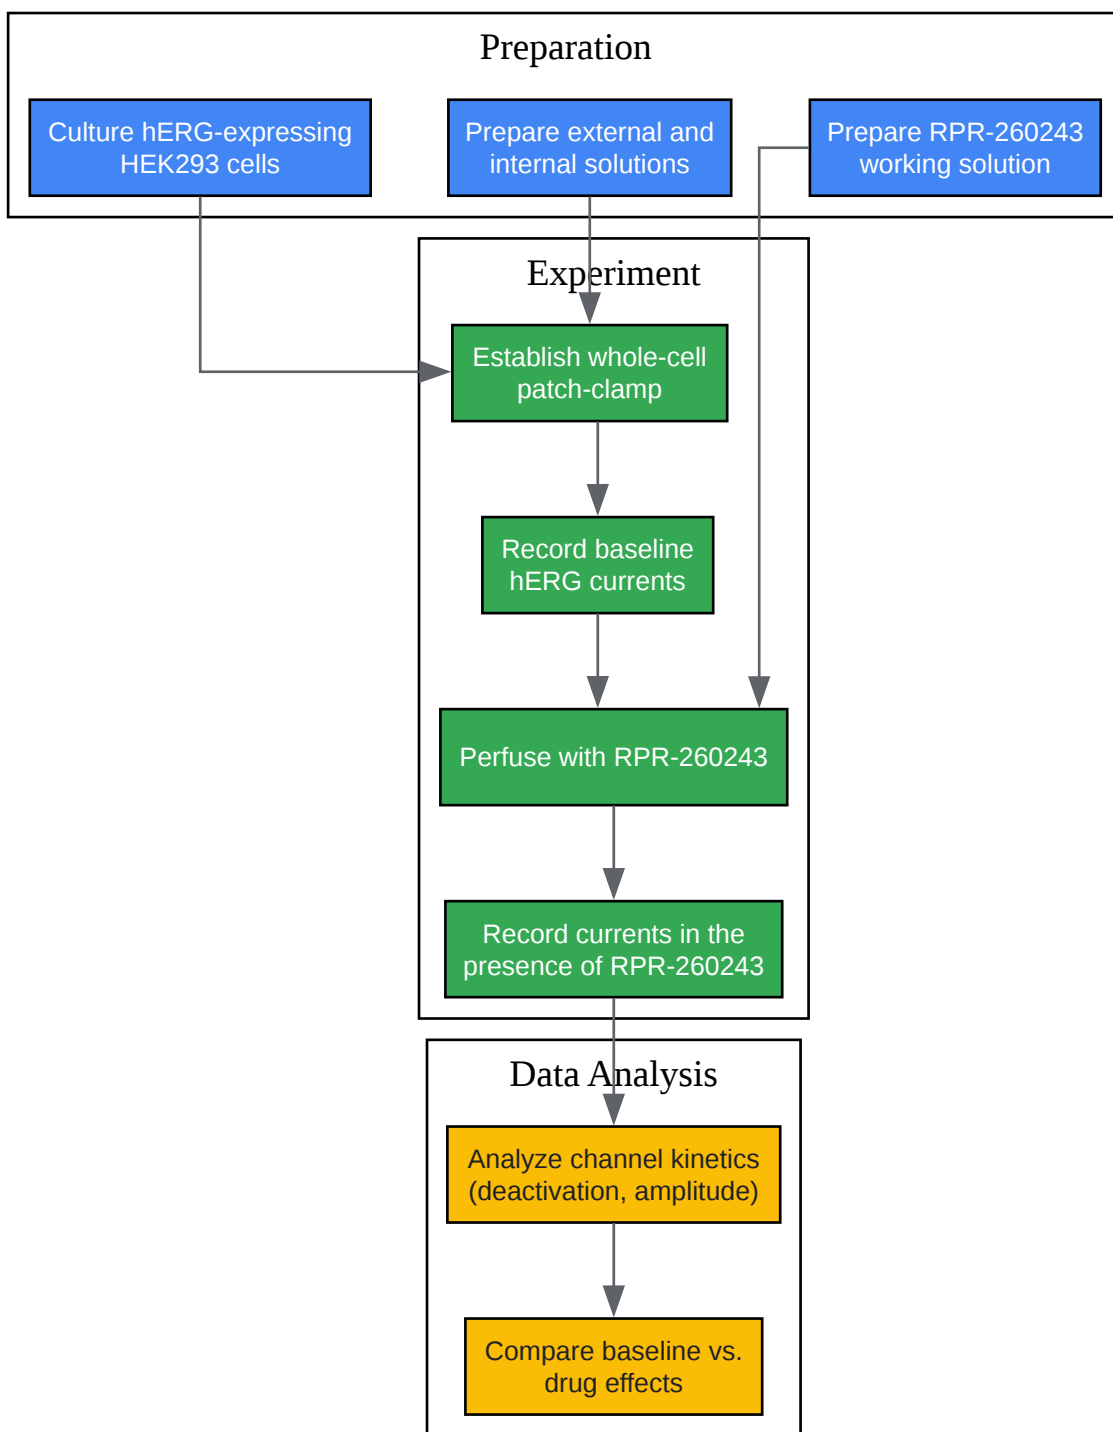 Preparation
Culture hERG-expressing
HEK293 cells
Prepare external and
internal solutions
Prepare RPR-260243
working solution
Experiment
Establish whole-cell
patch-clamp
Record baseline
hERG currents
Perfuse with RPR-260243
Record currents in the
presence of RPR-260243
Data Analysis
Analyze channel kinetics
(deactivation, amplitude)
Compare baseline vs.
drug effects